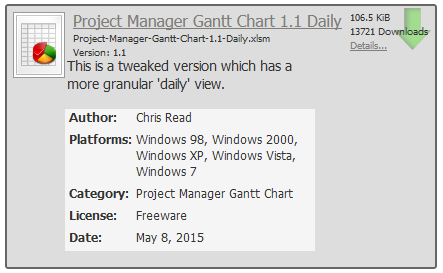 Project Manager Gantt Chart 1.1 Daily
Project-Manager-Gantt-Chart-1.1-Daily.xlsm
Version: 1.1
This is a tweaked version which has a
more granular 'daily' view.
106.5 KiB
13721 Downloads
Details...
Author: Chris Read
Platforms: Windows 98, Windows 2000,
Windows XP, Windows Vista,
Windows 7
Category: Project Manager Gantt Chart
License: Freeware
Date: May 8, 2015